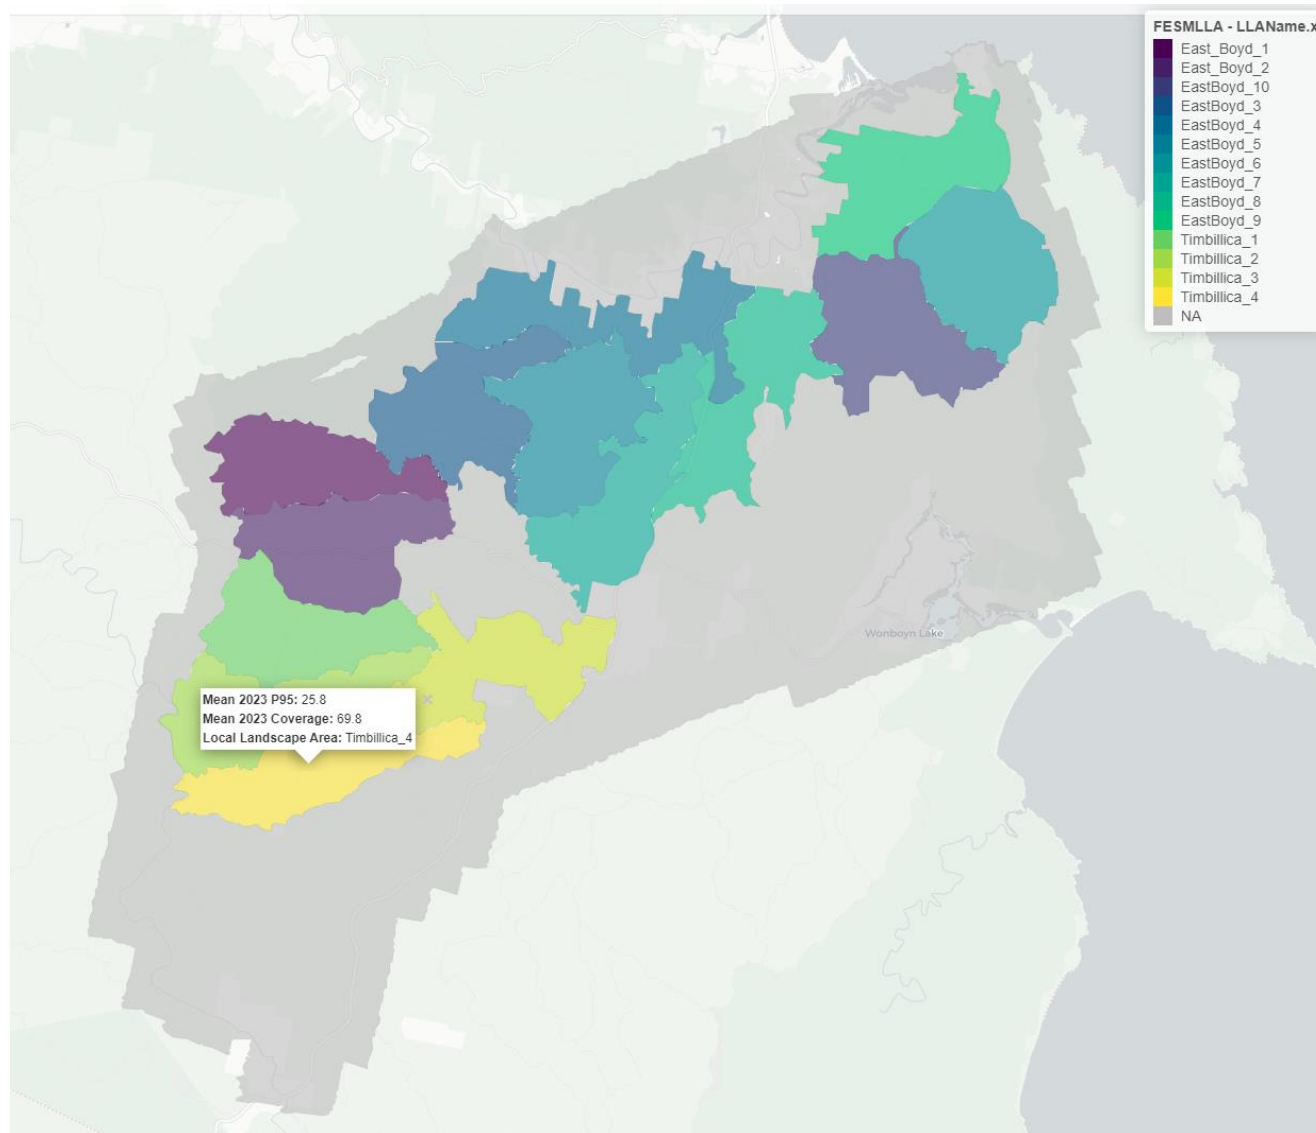 FESMLLA - LLAName.x
East_Boyd_1
East_Boyd_2
EastBoyd_10
EastBoyd_3
EastBoyd_4
EastBoyd_5
EastBoyd_6
EastBoyd_7
EastBoyd_8
EastBoyd_9
Timbillica_1
Timbillica_2
Timbillica_3
Timbillica_4
NA
Wonboyn Lake
Mean 2023 P95: 25.8
Mean 2023 Coverage: 69.8
Local Landscape Area: Timbillica_4